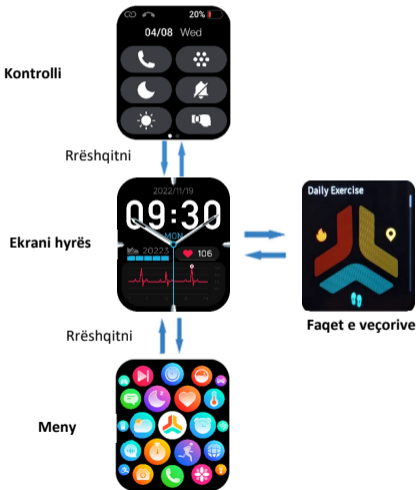 20%
04/08 Wed
Kontrolli
Rrëshqitni
2022/11/19
09:30
MON
20223
106
Ekrani hyrës
Daily Exercise
Faqet e veçorive
Rrëshqitni
Meny